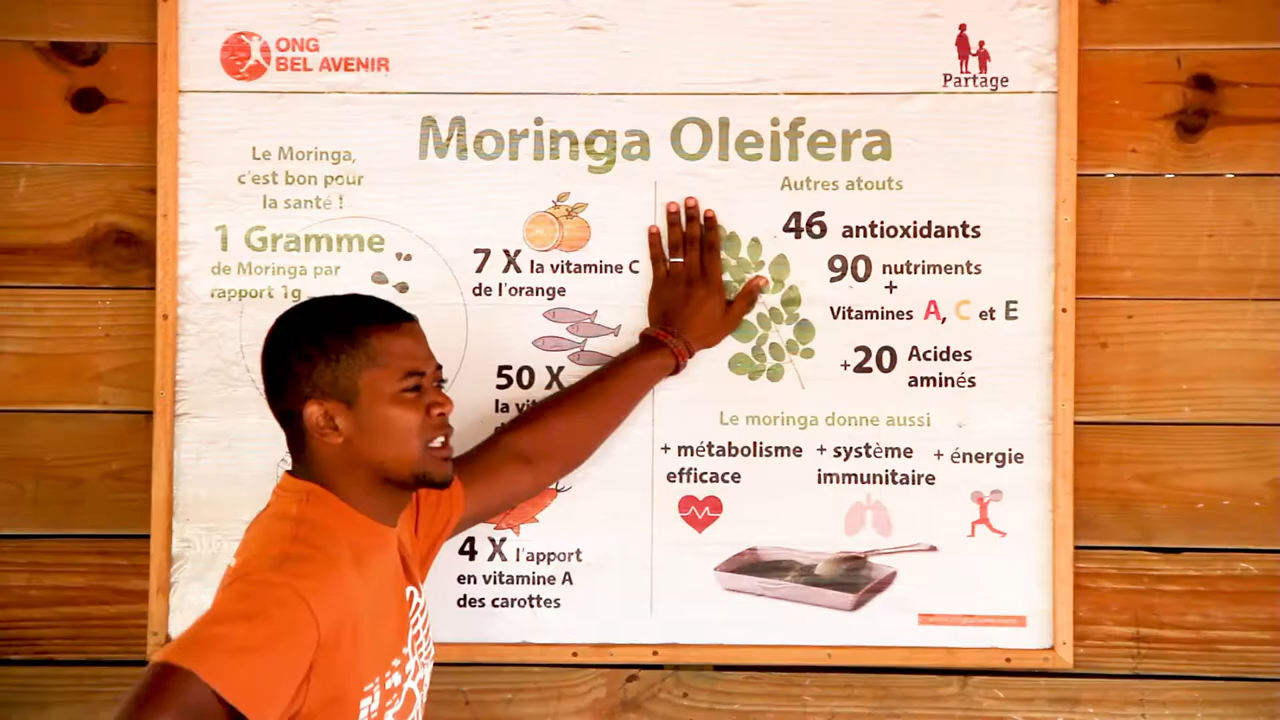 ONG
BEL AVENIR
Partage
Moringa Oleifera
Le Moringa,
c'est bon pour
la santé !
1 Gramme
de Moringa par
rapport 1g
7 X la vitamine C
de l'orange
50 X
la
4 X l'apport
en vitamine A
des carottes
Autres atouts
46 antioxidants
90 nutriments
+
Vitamines A, C et E
+20 Acides
aminés
Le moringa donne aussi
+ métabolisme
efficace
+ système
immunitaire
+ énergie